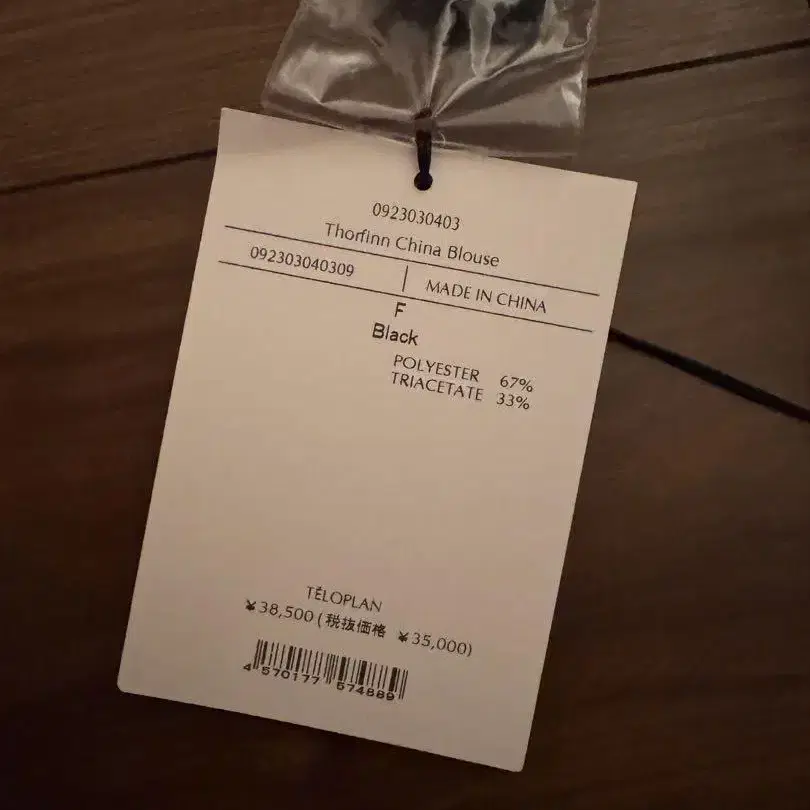 0923030403
Thorfinn China Blouse
092303040309 | MADE IN CHINA
F
Black
POLYESTER 67%
TRIACETATE 33%
TÉLOPLAN
¥38,500(税抜価格 ¥35,000)
4 570177 574889